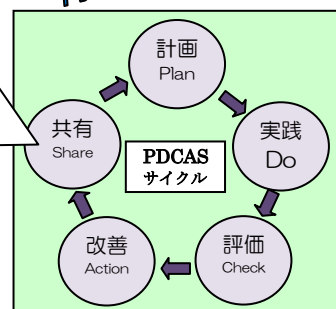 計画
Plan
実践
Do
評価
Check
改善
Action
共有
Share
PDCAS
サイクル